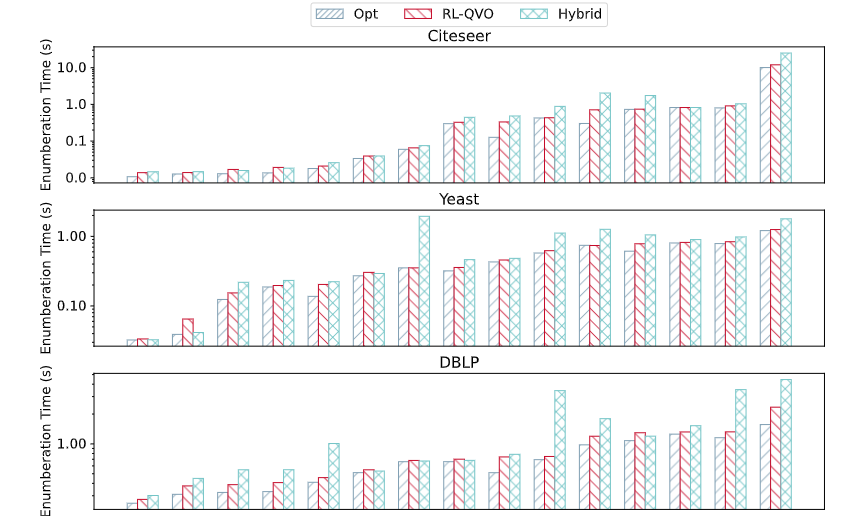 Opt RL-QVO Hybrid
Citeseer
Enumberation Time (s)
10.0
1.0
0.1
0.0
Yeast
Enumberation Time (s)
1.00
0.10
DBLP
Enumberation Time (s)
1.00